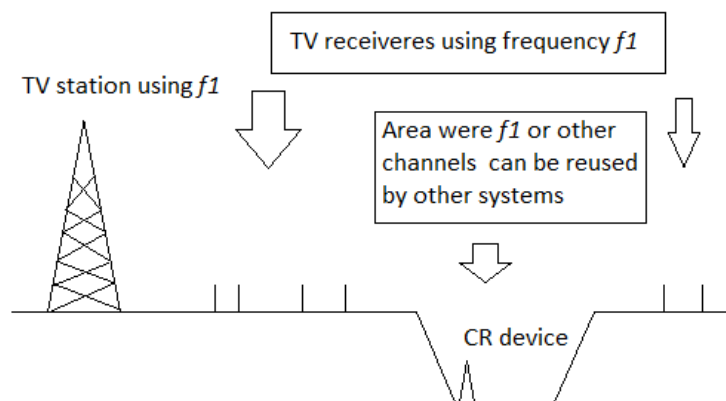 TV receiveres using frequency f1
TV station using f1
Area were f1 or other
channels can be reused
by other systems
CR device